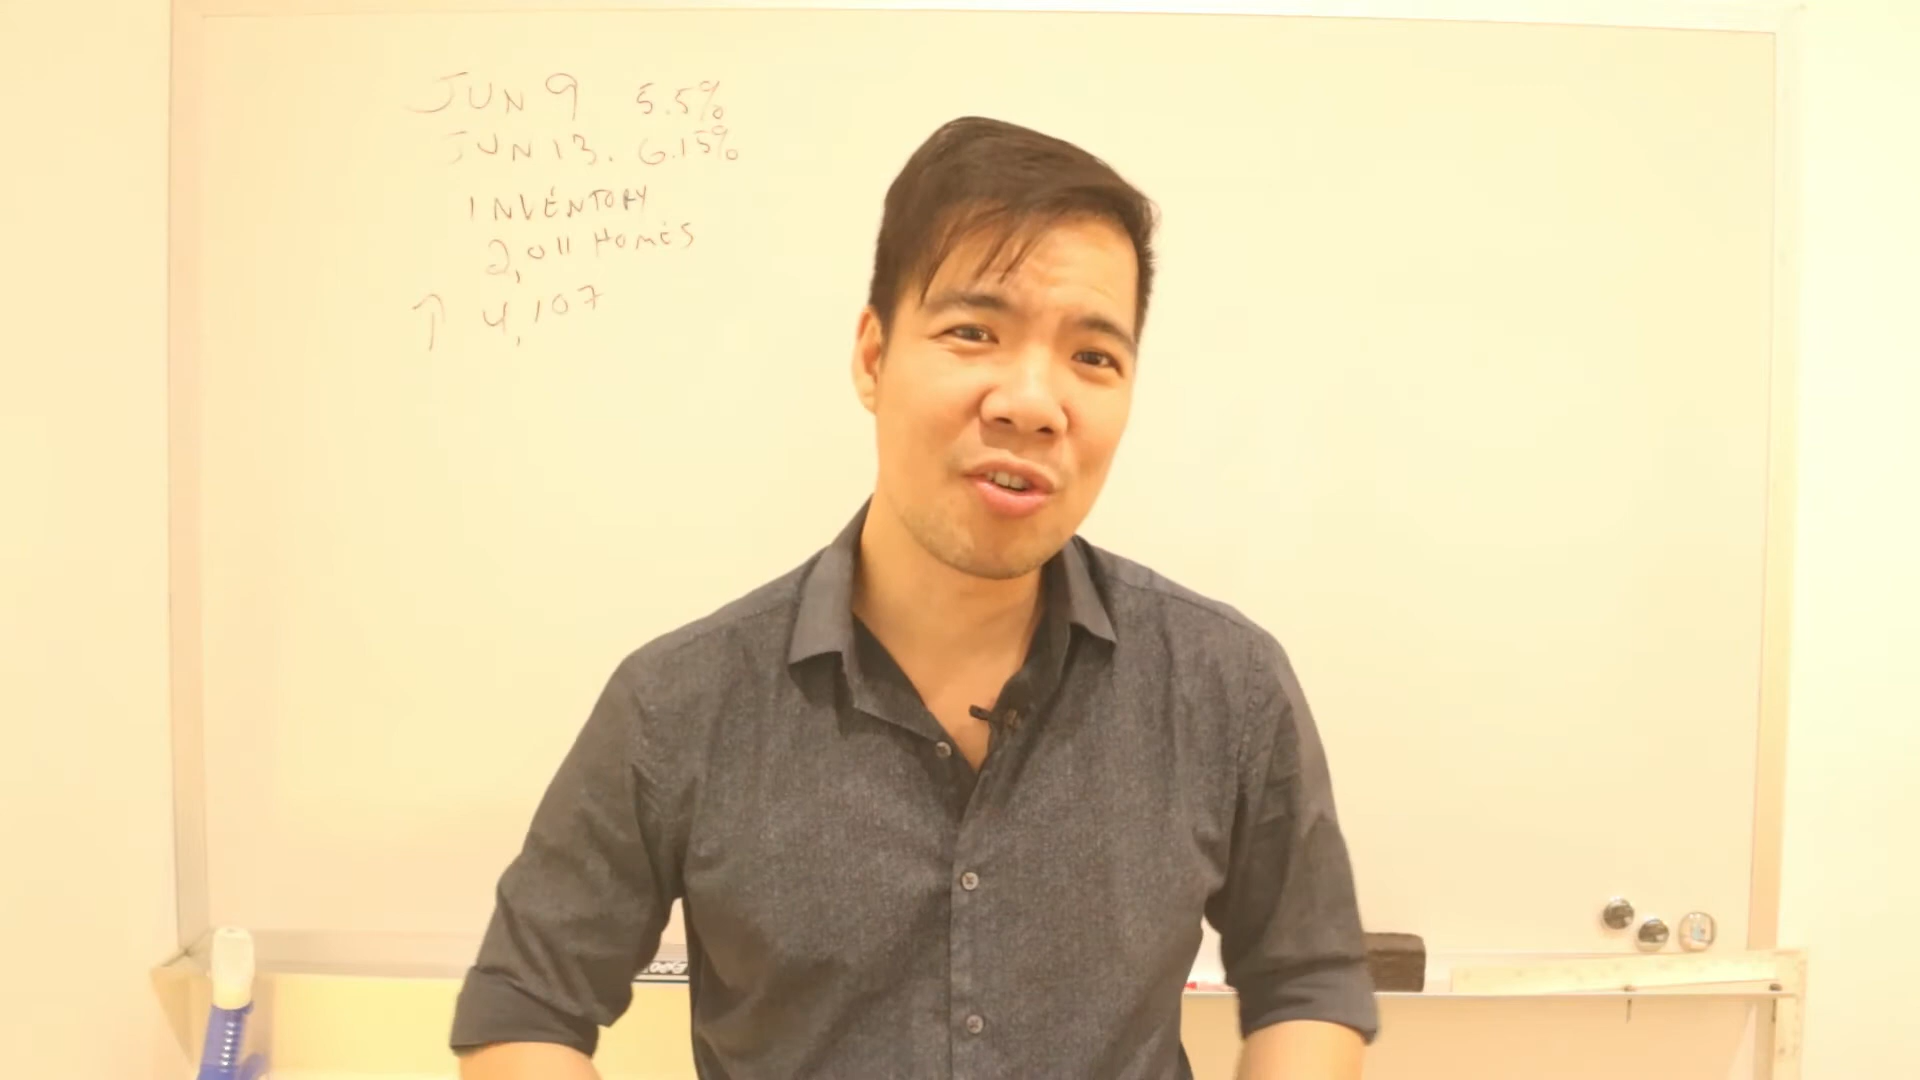 JUN 9 5.5%
JUN 13. 6.15%
INVENTORY
2,011 HOMES
↑ 4,107